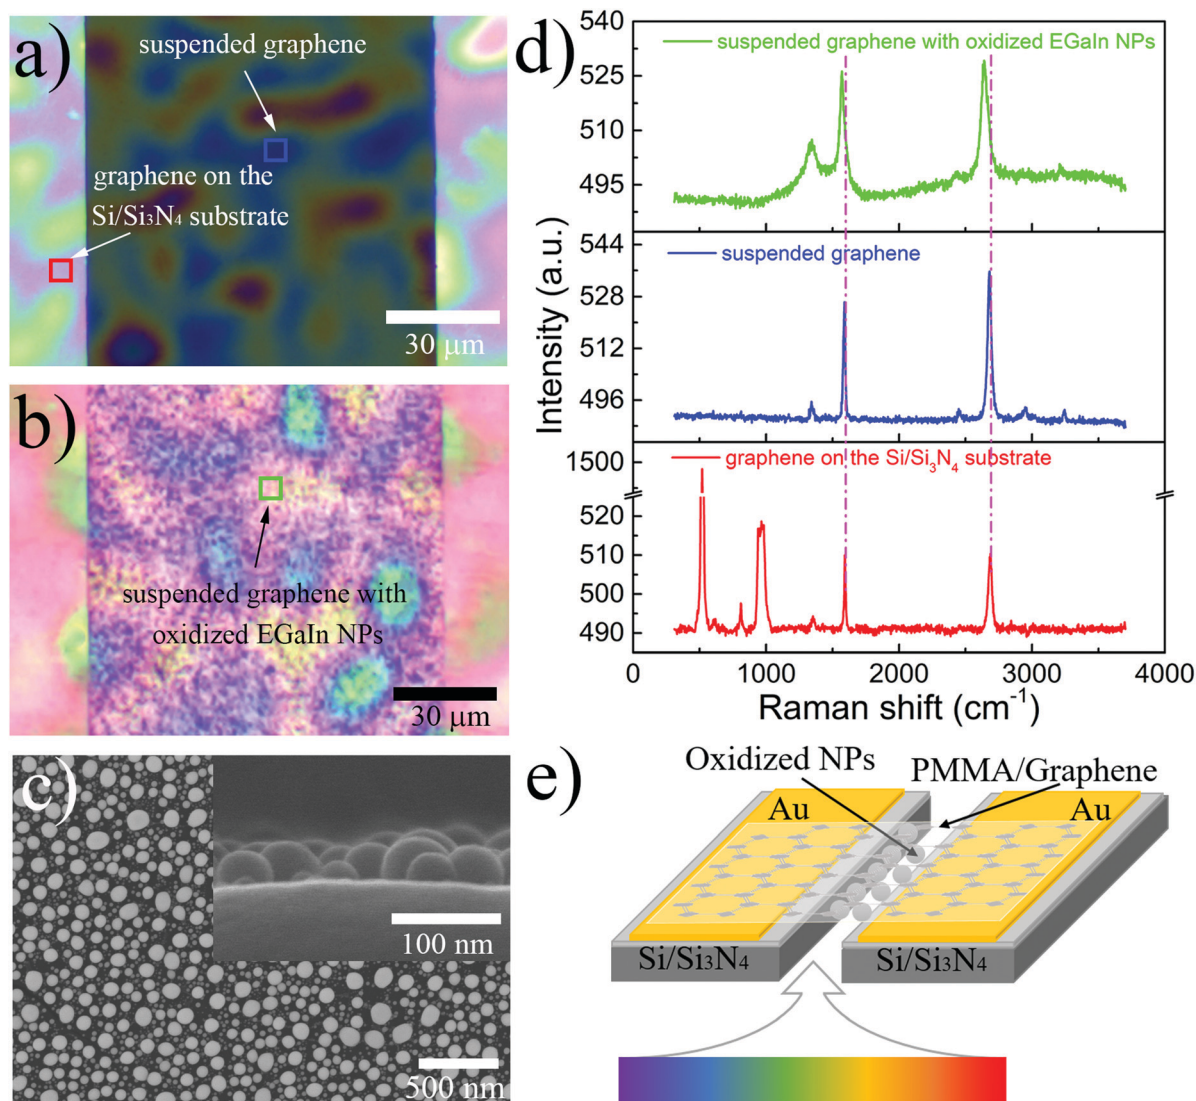 a)
suspended graphene
graphene on the
Si/Si₃N₄ substrate
30 μm
b)
suspended graphene with
oxidized EGaIn NPs
30 μm
c)
100 nm
500 nm
d)
Intensity (a.u.)
540
525
510
495
suspended graphene with oxidized EGaIn NPs
544
528
512
496
suspended graphene
1500
520
510
500
490
graphene on the Si/Si₃N₄ substrate
0 1000 2000 3000 4000
Raman shift (cm⁻¹)
e)
Oxidized NPs
PMMA/Graphene
Au
Au
Si/Si₃N₄
Si/Si₃N₄